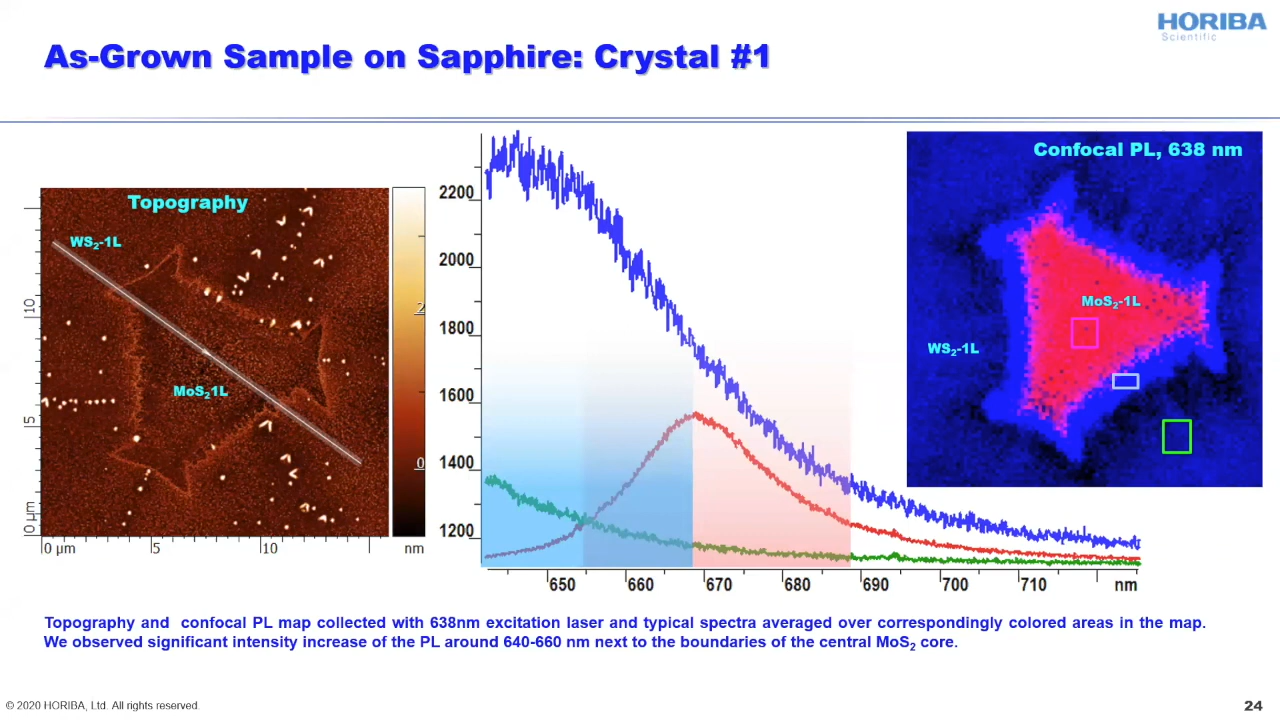 HORIBA
Scientific
As-Grown Sample on Sapphire: Crystal #1
Topography
WS₂-1L
MoS₂1L
10
5
0 µm
0 µm
5
10
nm
2
0
2200
2000
1800
1600
1400
1200
650
660
670
680
690
700
710
nm
Confocal PL, 638 nm
MoS₂-1L
WS₂-1L
Topography and confocal PL map collected with 638nm excitation laser and typical spectra averaged over correspondingly colored areas in the map.
We observed significant intensity increase of the PL around 640-660 nm next to the boundaries of the central MoS₂ core.
© 2020 HORIBA, Ltd. All rights reserved.
24